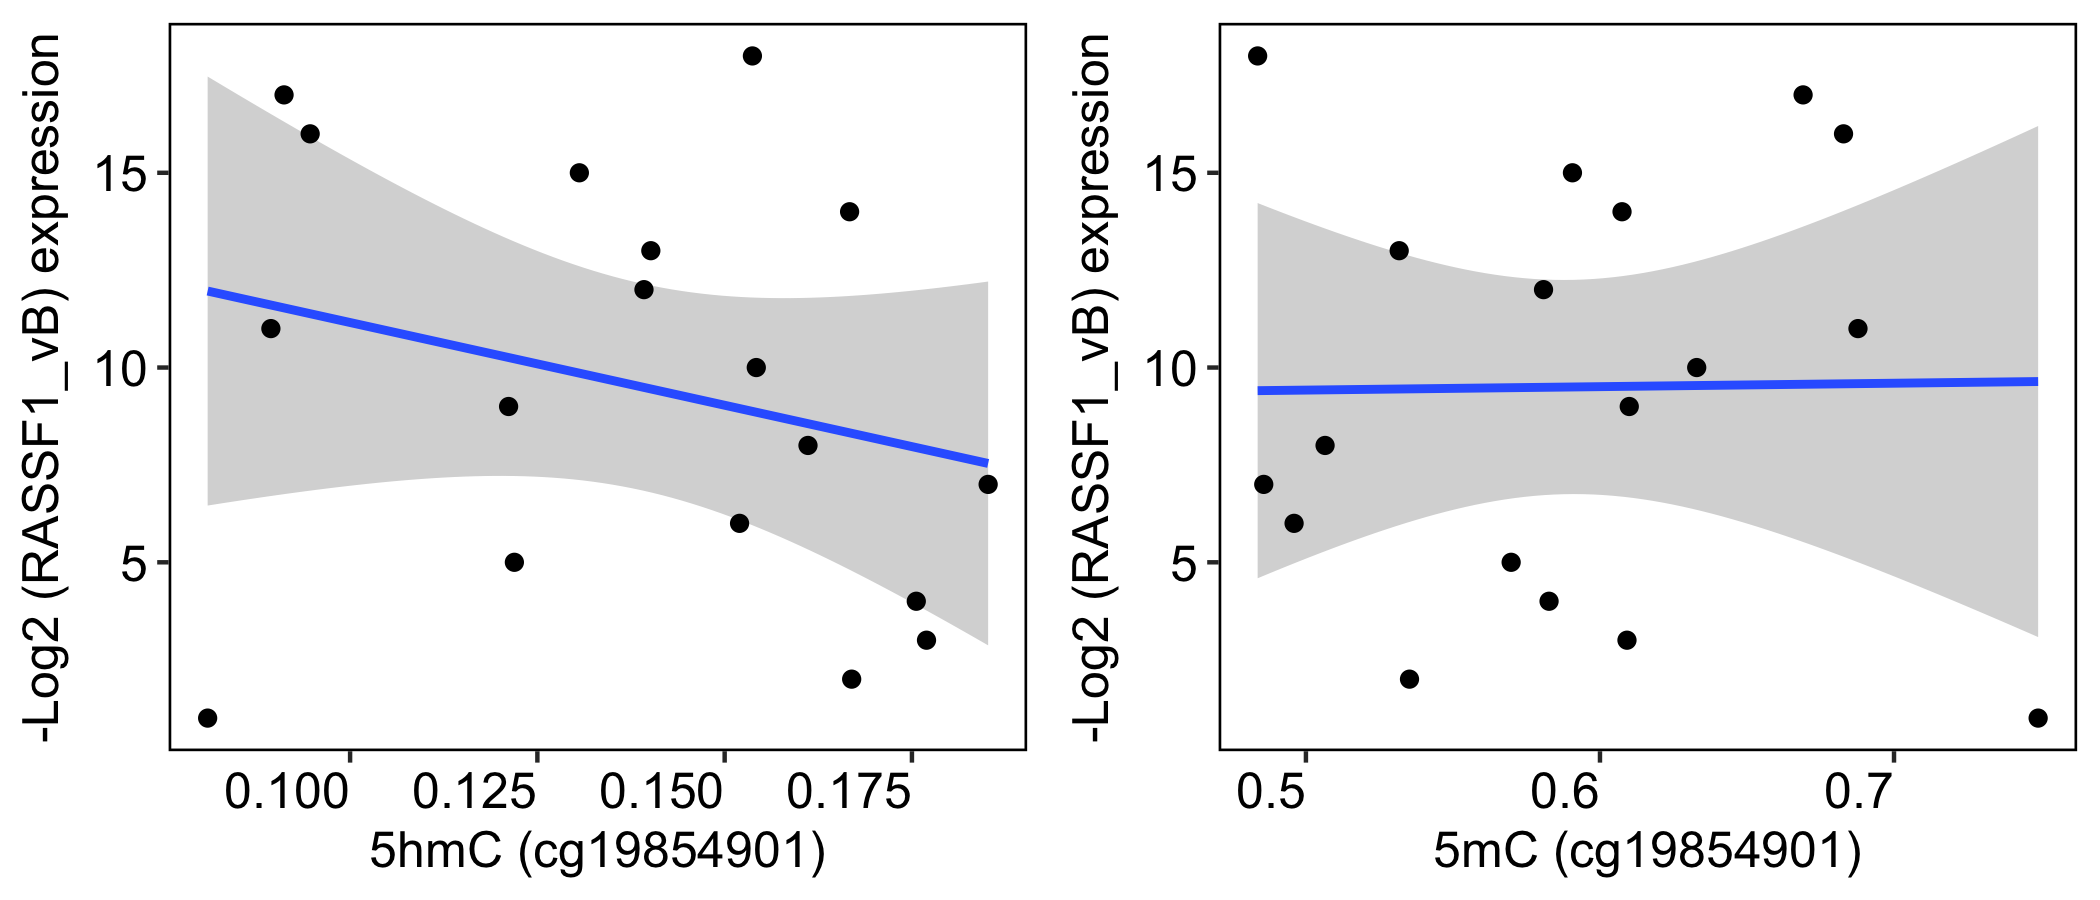 -Log2 (RASSF1_vB) expression
15
10
5
0.100 0.125 0.150 0.175
5hmC (cg19854901)
-Log2 (RASSF1_vB) expression
15
10
5
0.5 0.6 0.7
5mC (cg19854901)